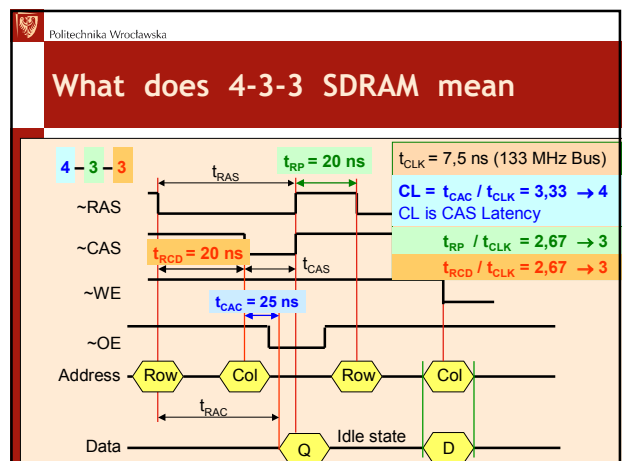 Politechnika Wrocławska
What does 4-3-3 SDRAM mean
4 – 3 – 3
tRAS
tRP = 20 ns
tCLK = 7,5 ns (133 MHz Bus)
CL = tCAC / tCLK = 3,33 → 4
CL is CAS Latency
tRP / tCLK = 2,67 → 3
tRCD / tCLK = 2,67 → 3
~RAS
~CAS
tRCD = 20 ns
tCAS
~WE
tCAC = 25 ns
~OE
Address Row Col Row Col
tRAC
Data Q Idle state D